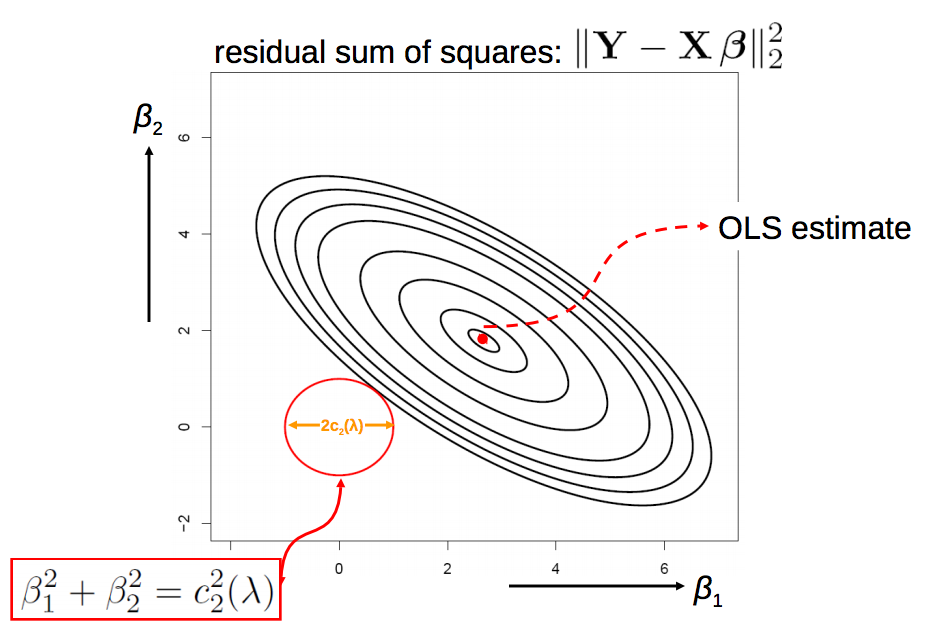 residual sum of squares: ‖Y − X β‖₂²
β₂
6
4
2
0
−2
OLS estimate
2c₂(λ)
0
2
4
6
β₁
β₁² + β₂² = c₂²(λ)